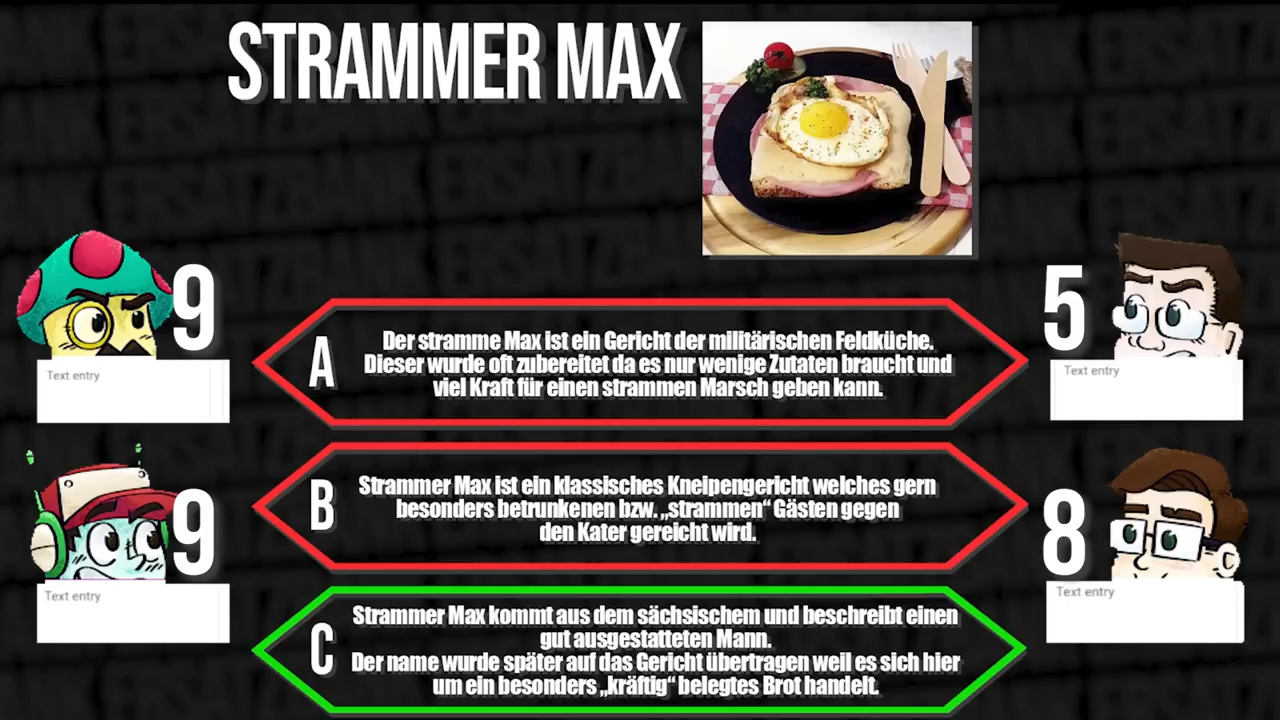 STRAMMER MAX
9
5
A
Der stramme Max ist ein Gericht der militärischen Feldküche.
Dieser wurde oft zubereitet da es nur wenige Zutaten braucht und
viel Kraft für einen strammen Marsch geben kann.
Text entry
Text entry
B
Strammer Max ist ein klassisches Kneipengericht welches gern
besonders betrunkenen bzw. „strammen“ Gästen gegen
den Kater gereicht wird.
9
8
Text entry
Text entry
C
Strammer Max kommt aus dem sächsischem und beschreibt einen
gut ausgestatteten Mann.
Der name wurde später auf das Gericht übertragen weil es sich hier
um ein besonders „kräftig“ belegtes Brot handelt.